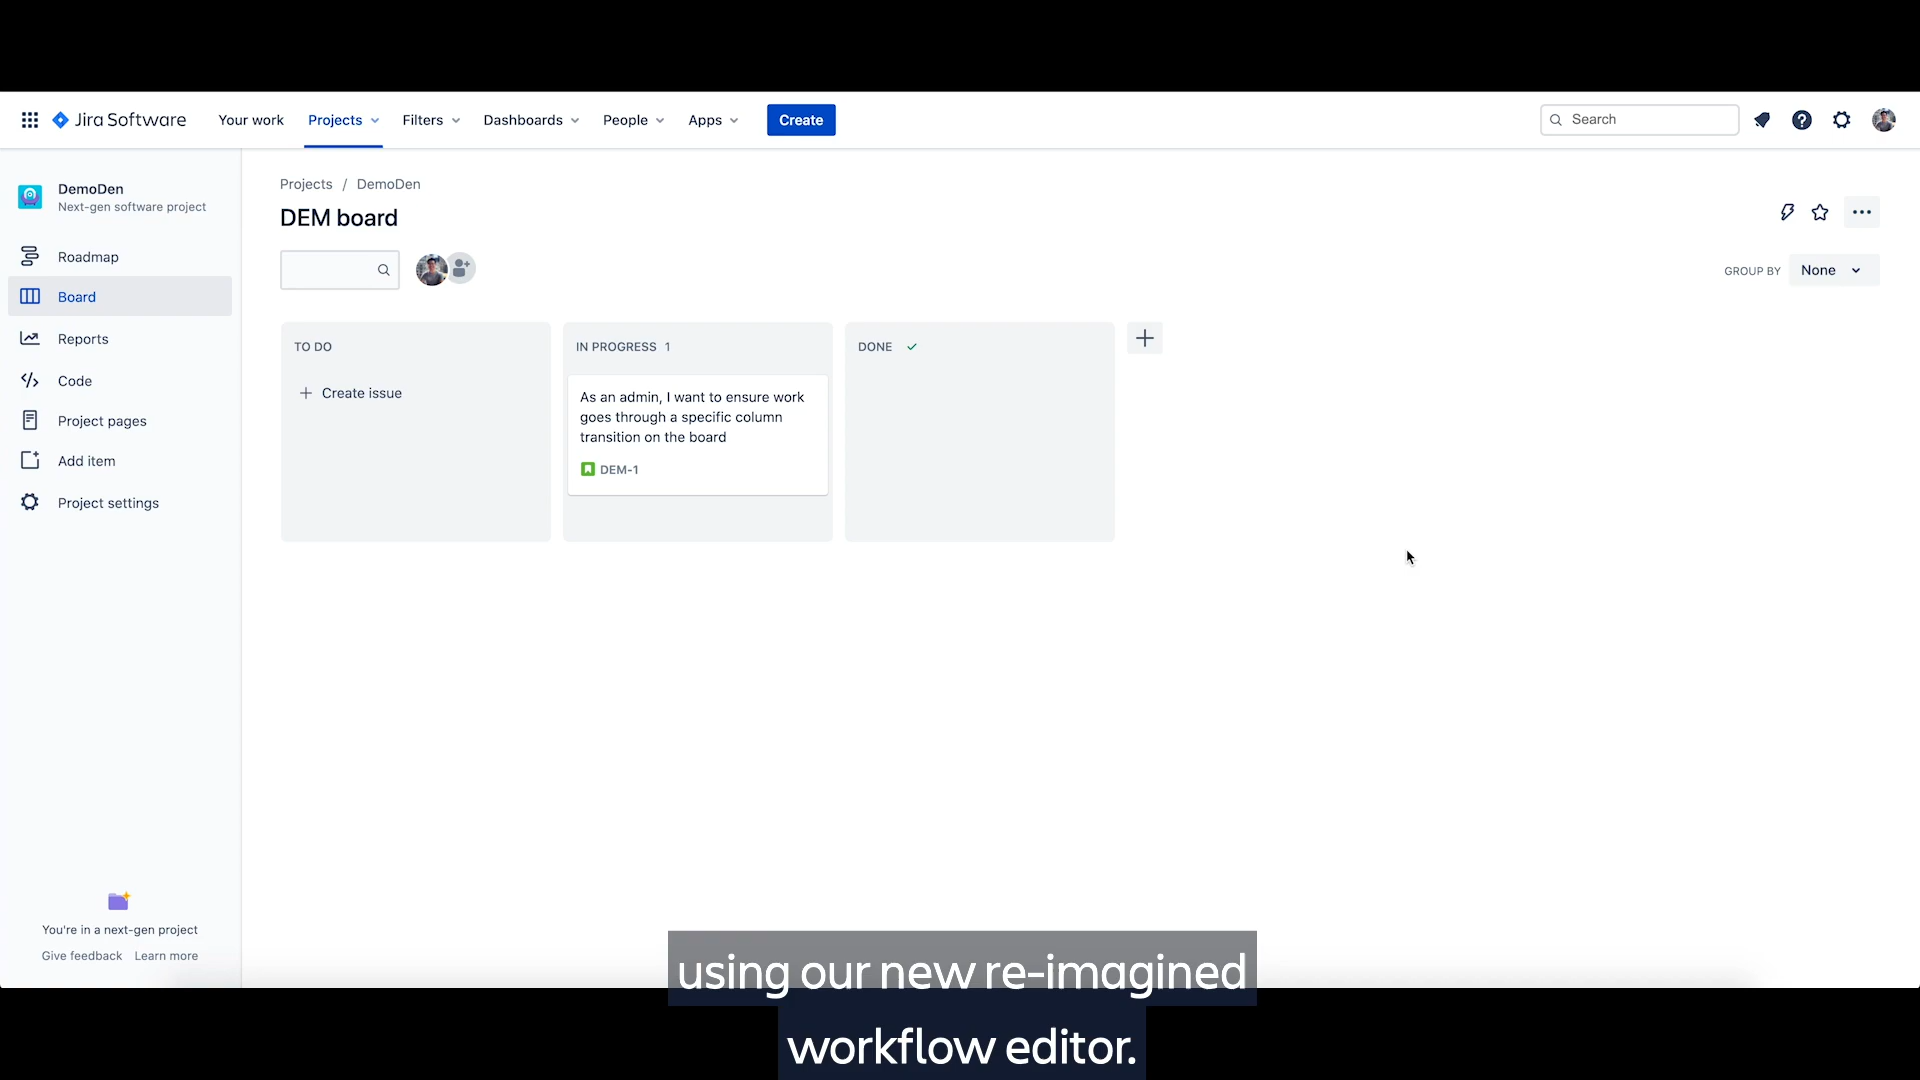 Jira Software Your work Projects Filters Dashboards People Apps Create Search
DemoDen
Next-gen software project
Roadmap
Board
Reports
Code
Project pages
Add item
Project settings
You're in a next-gen project
Give feedback Learn more
Projects / DemoDen
DEM board
GROUP BY None
TO DO
+ Create issue
IN PROGRESS 1
As an admin, I want to ensure work
goes through a specific column
transition on the board
DEM-1
DONE
using our new re-imagined
workflow editor.